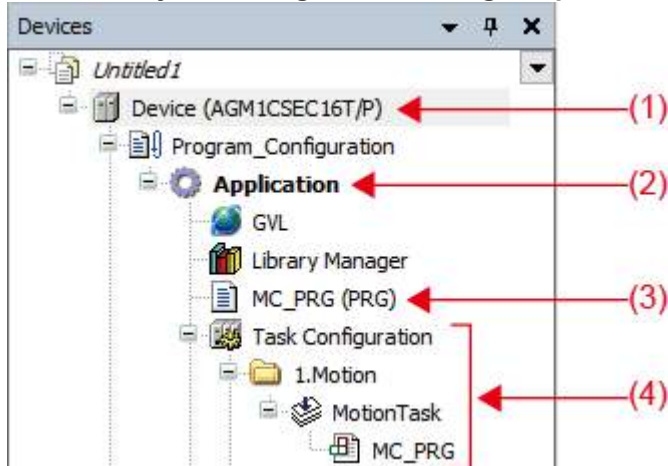 Devices
Untitled1
Device (AGM1CSEC16T/P)
(1)
Program_Configuration
Application
(2)
GVL
Library Manager
MC_PRG (PRG)
(3)
Task Configuration
1.Motion
(4)
MotionTask
MC_PRG